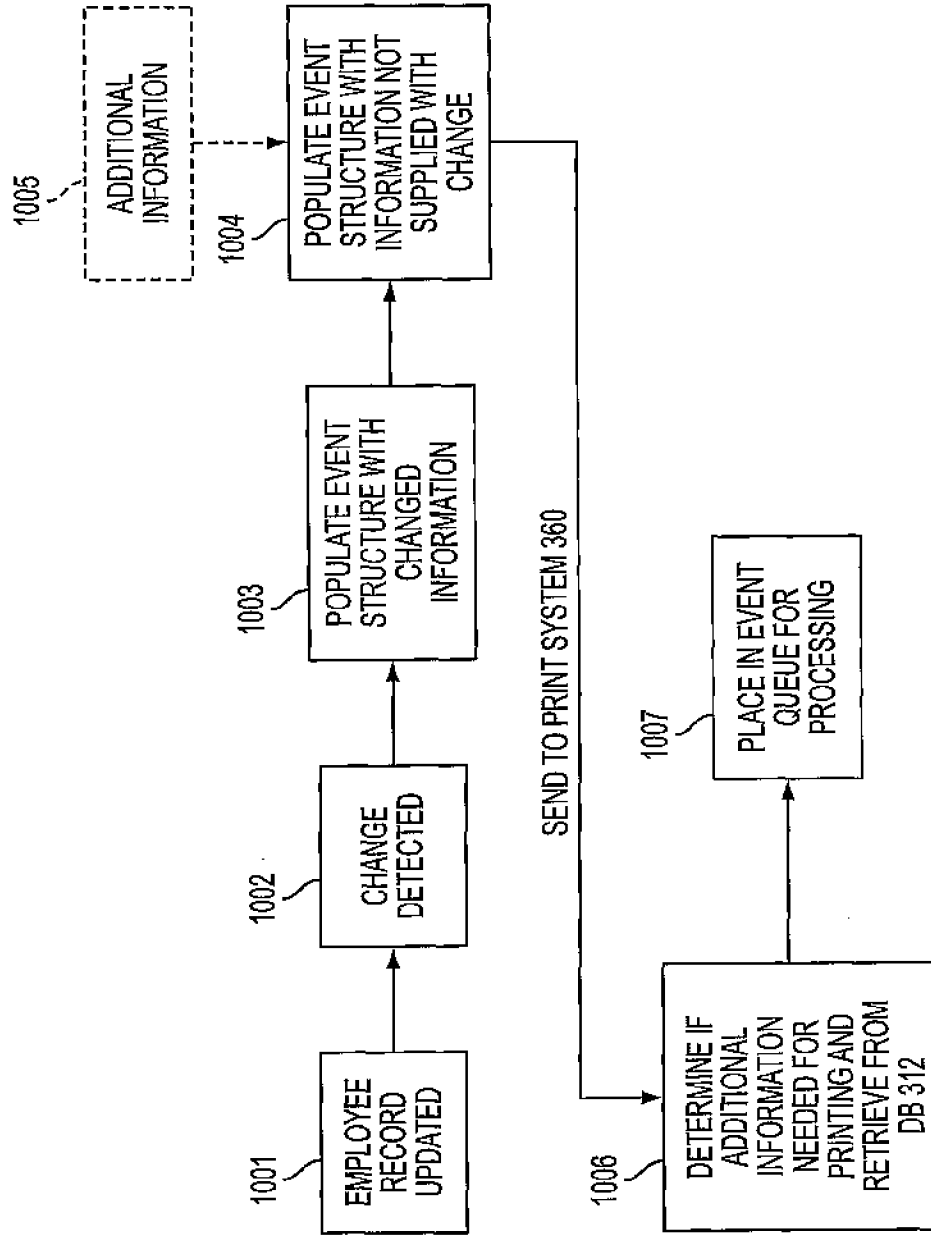 1001
EMPLOYEE
RECORD
UPDATED
1002
CHANGE
DETECTED
1003
POPULATE EVENT
STRUCTURE WITH
CHANGED
INFORMATION
1004
POPULATE EVENT
STRUCTURE WITH
INFORMATION NOT
SUPPLIED WITH
CHANGE
1005
ADDITIONAL
INFORMATION
SEND TO PRINT SYSTEM 360
1006
DETERMINE IF
ADDITIONAL
INFORMATION
NEEDED FOR
PRINTING AND
RETRIEVE FROM
DB 312
1007
PLACE IN EVENT
QUEUE FOR
PROCESSING